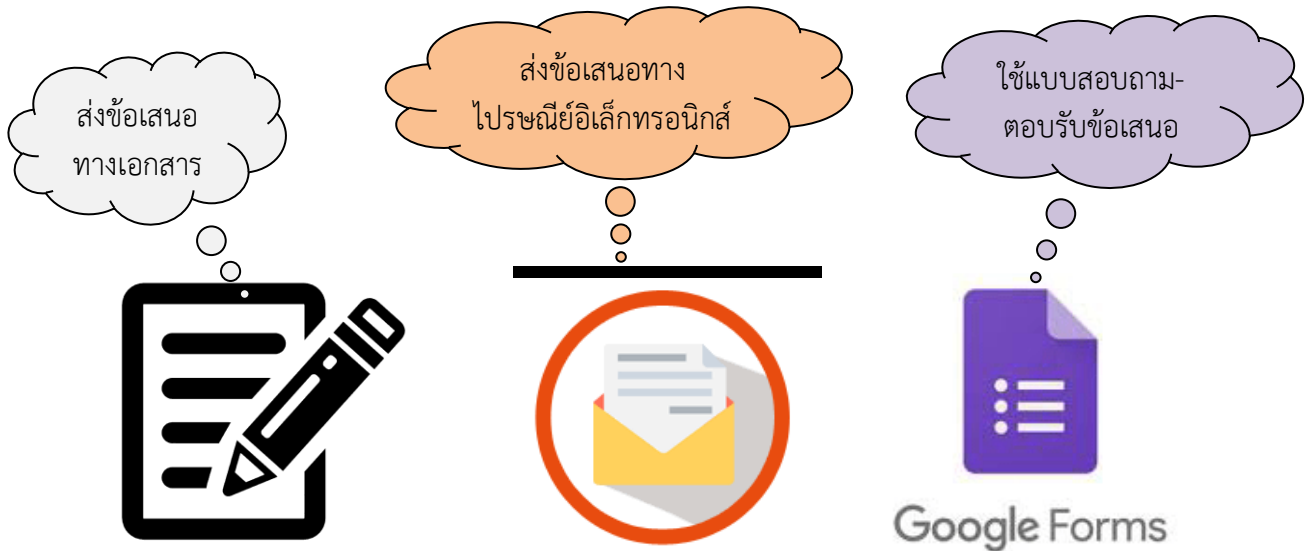 ส่งข้อเสนอ
ทางเอกสาร
ส่งข้อเสนอทาง
ไปรษณีย์อิเล็กทรอนิกส์
ใช้แบบสอบถาม-
ตอบรับข้อเสนอ
Google Forms